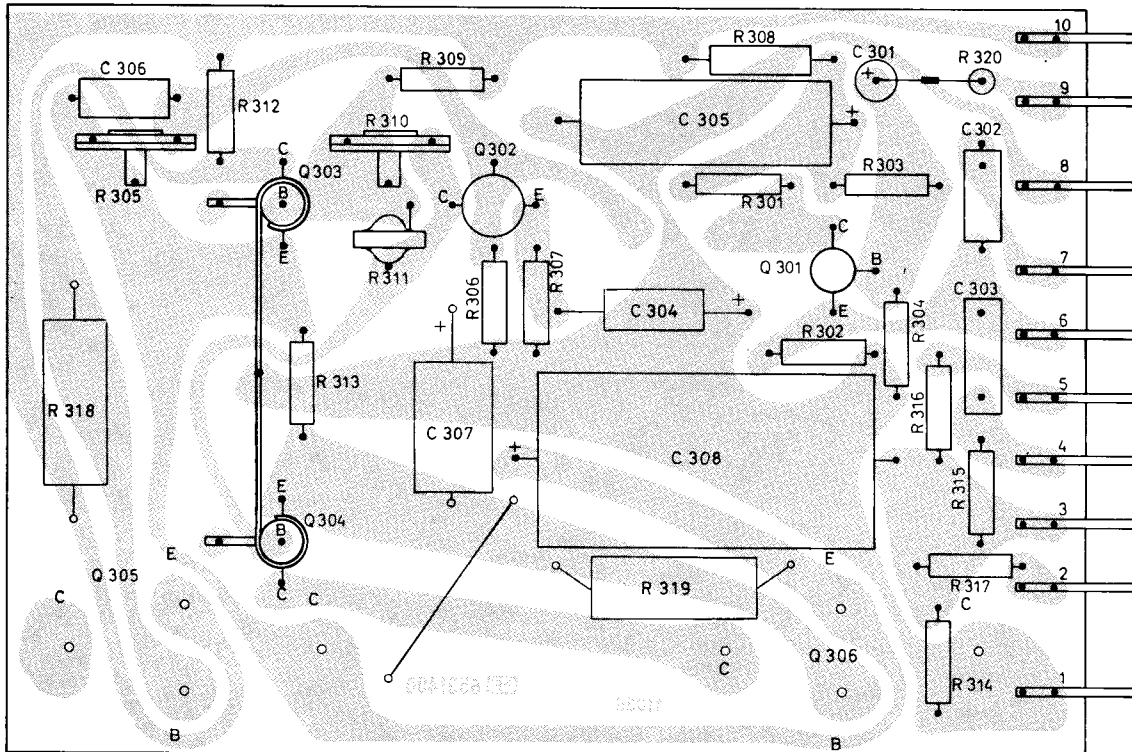 10
R 308
C 301
R 320
R 309
C 306
R 312
9
C 305
+
+
R 310
C 302
Q 302
C
Q 303
R 305
B
C
E
R 301
R 303
8
E
C
R 311
Q 301
B
7
R 306
R 307
C 303
+
C 304
+
E
R 304
6
R 302
R 318
R 313
R 316
5
C 307
+
C 308
4
R 315
E
Q 304
B
3
E
Q 305
C
C
C
R 319
E
R 317
2
C
C
Q 306
R 314
1
B
B